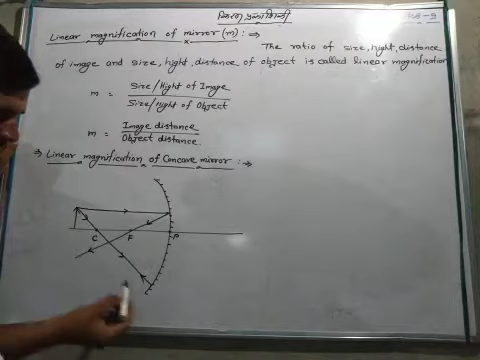 किरण प्रकाशिकी
Linear magnification of mirror (m) : ⇒
The ratio of size, hight, distance
of image and size, hight, distance of object is called linear magnification
m = Size/Hight of Image
Size/Hight of Object
m = Image distance
Object distance.
⇒ Linear magnification of Concave mirror : ⇒
C F P